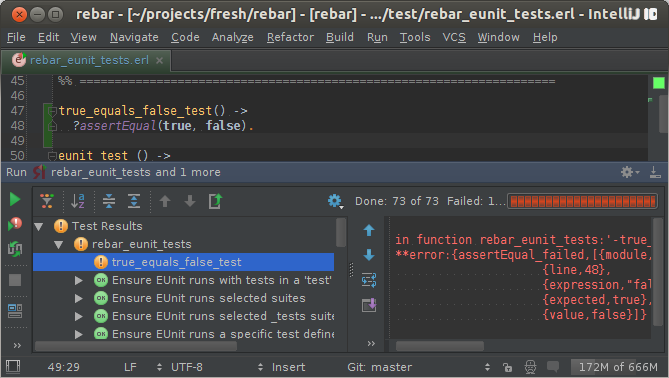 rebar - [~/projects/fresh/rebar] - [rebar] - .../test/rebar_eunit_tests.erl - IntelliJ
File Edit View Navigate Code Analyze Refactor Build Run Tools VCS Window Help
rebar_eunit_tests.erl
45 %% ==================================================================
46
47 true_equals_false_test() ->
48 ?assertEqual(true, false).
49
50 eunit test () ->
Run rebar_eunit_tests and 1 more
Done: 73 of 73 Failed: 1...
Test Results
rebar_eunit_tests
true_equals_false_test
OK Ensure EUnit runs with tests in a 'test'
OK Ensure EUnit runs selected suites
OK Ensure EUnit runs selected _tests suite
OK Ensure EUnit runs a specific test define
in function rebar_eunit_tests:'-true_
**error:{assertEqual_failed,[{module,
{line,48},
{expression,"fal
{expected,true},
{value,false}]}
49:29 LF UTF-8 Insert Git: master 172M of 666M